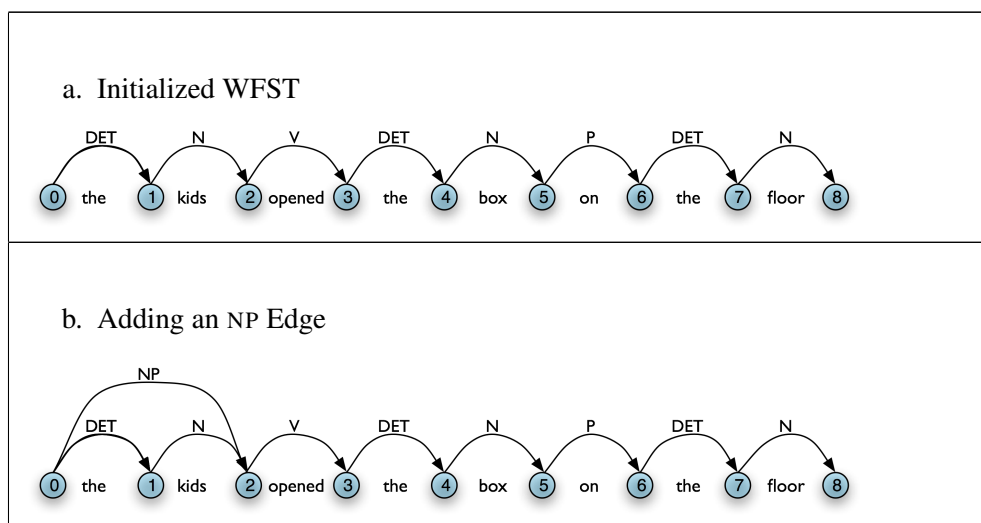 a. Initialized WFST
DET N V DET N P DET N
0 the 1 kids 2 opened 3 the 4 box 5 on 6 the 7 floor 8
b. Adding an NP Edge
NP
DET N V DET N P DET N
0 the 1 kids 2 opened 3 the 4 box 5 on 6 the 7 floor 8